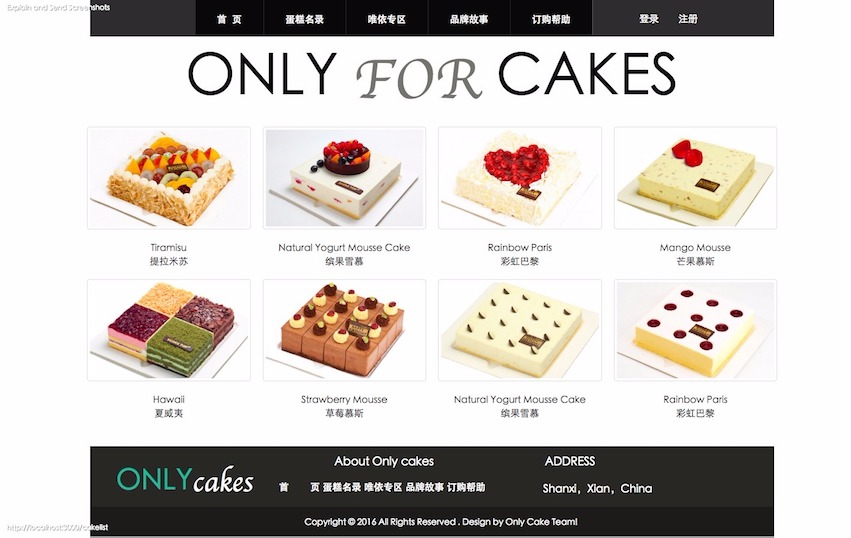 Explain and Send Screenshots
首 页 蛋糕名录 唯依专区 品牌故事 订购帮助 登录 注册
ONLY FOR CAKES
Tiramisu
提拉米苏
Natural Yogurt Mousse Cake
缤果雪慕
Rainbow Paris
彩虹巴黎
Mango Mousse
芒果慕斯
Hawaii
夏威夷
Strawberry Mousse
草莓慕斯
Natural Yogurt Mousse Cake
缤果雪慕
Rainbow Paris
彩虹巴黎
ONLY cakes
About Only cakes
首 页 蛋糕名录 唯依专区 品牌故事 订购帮助
ADDRESS
Shanxi，Xian，China
Copyright © 2016 All Rights Reserved . Design by Only Cake Team!
http://localhost:3000/cakelist